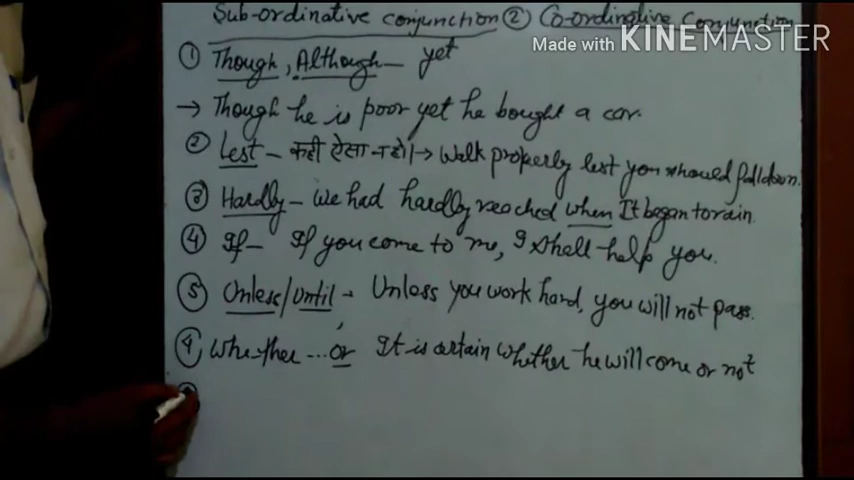 Sub-ordinative conjunction ② Co-ordinative Conjunction
Made with KINEMASTER
① Though, Although — yet
→ Though he is poor yet he bought a car.
② Lest - कही ऐसा न हो। → Walk properly lest you should fall down.
③ Hardly - We had hardly reached when It began to rain.
④ If - If you come to me, I shall help you.
⑤ Unless/Until - Unless you work hard, you will not pass.
④ Whether ... or It is certain whether he will come or not